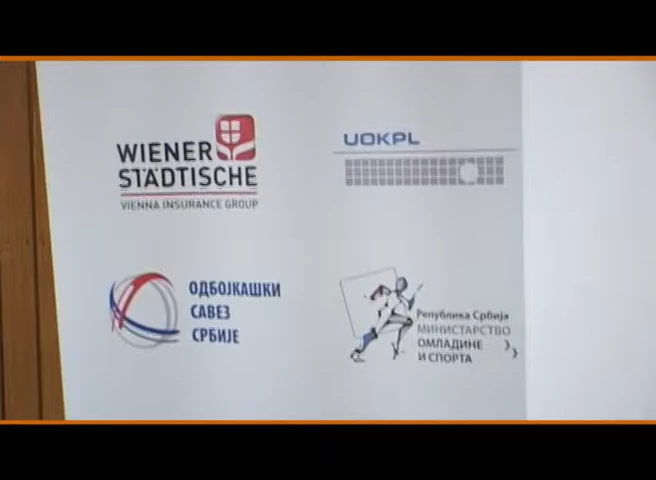 WIENER
STÄDTISCHE
VIENNA INSURANCE GROUP
UOKPL
ОДБОЈКАШКИ
САВЕЗ
СРБИЈЕ
Република Србија
МИНИСТАРСТВО
ОМЛАДИНЕ
И СПОРТА